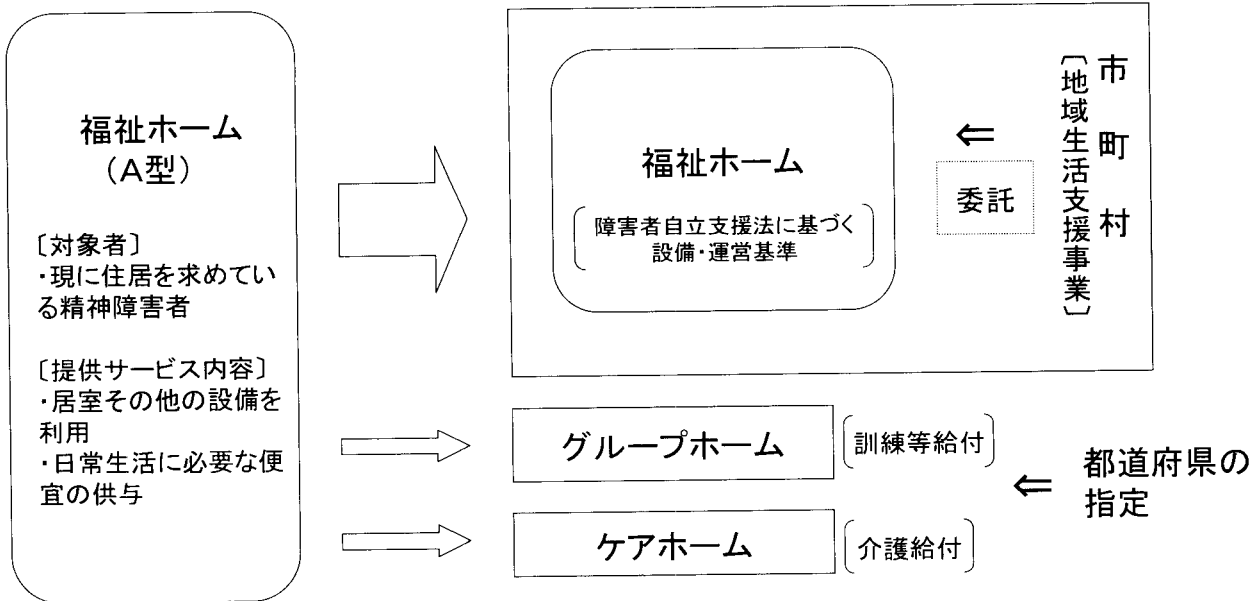 福祉ホーム
(A型)
〔対象者〕
・現に住居を求めてい
る精神障害者
〔提供サービス内容〕
・居室その他の設備を
利用
・日常生活に必要な便
宜の供与
福祉ホーム
障害者自立支援法に基づく
設備・運営基準
⇐
委託
市町村
〔地域生活支援事業〕
グループホーム
訓練等給付
ケアホーム
介護給付
⇐
都道府県の
指定